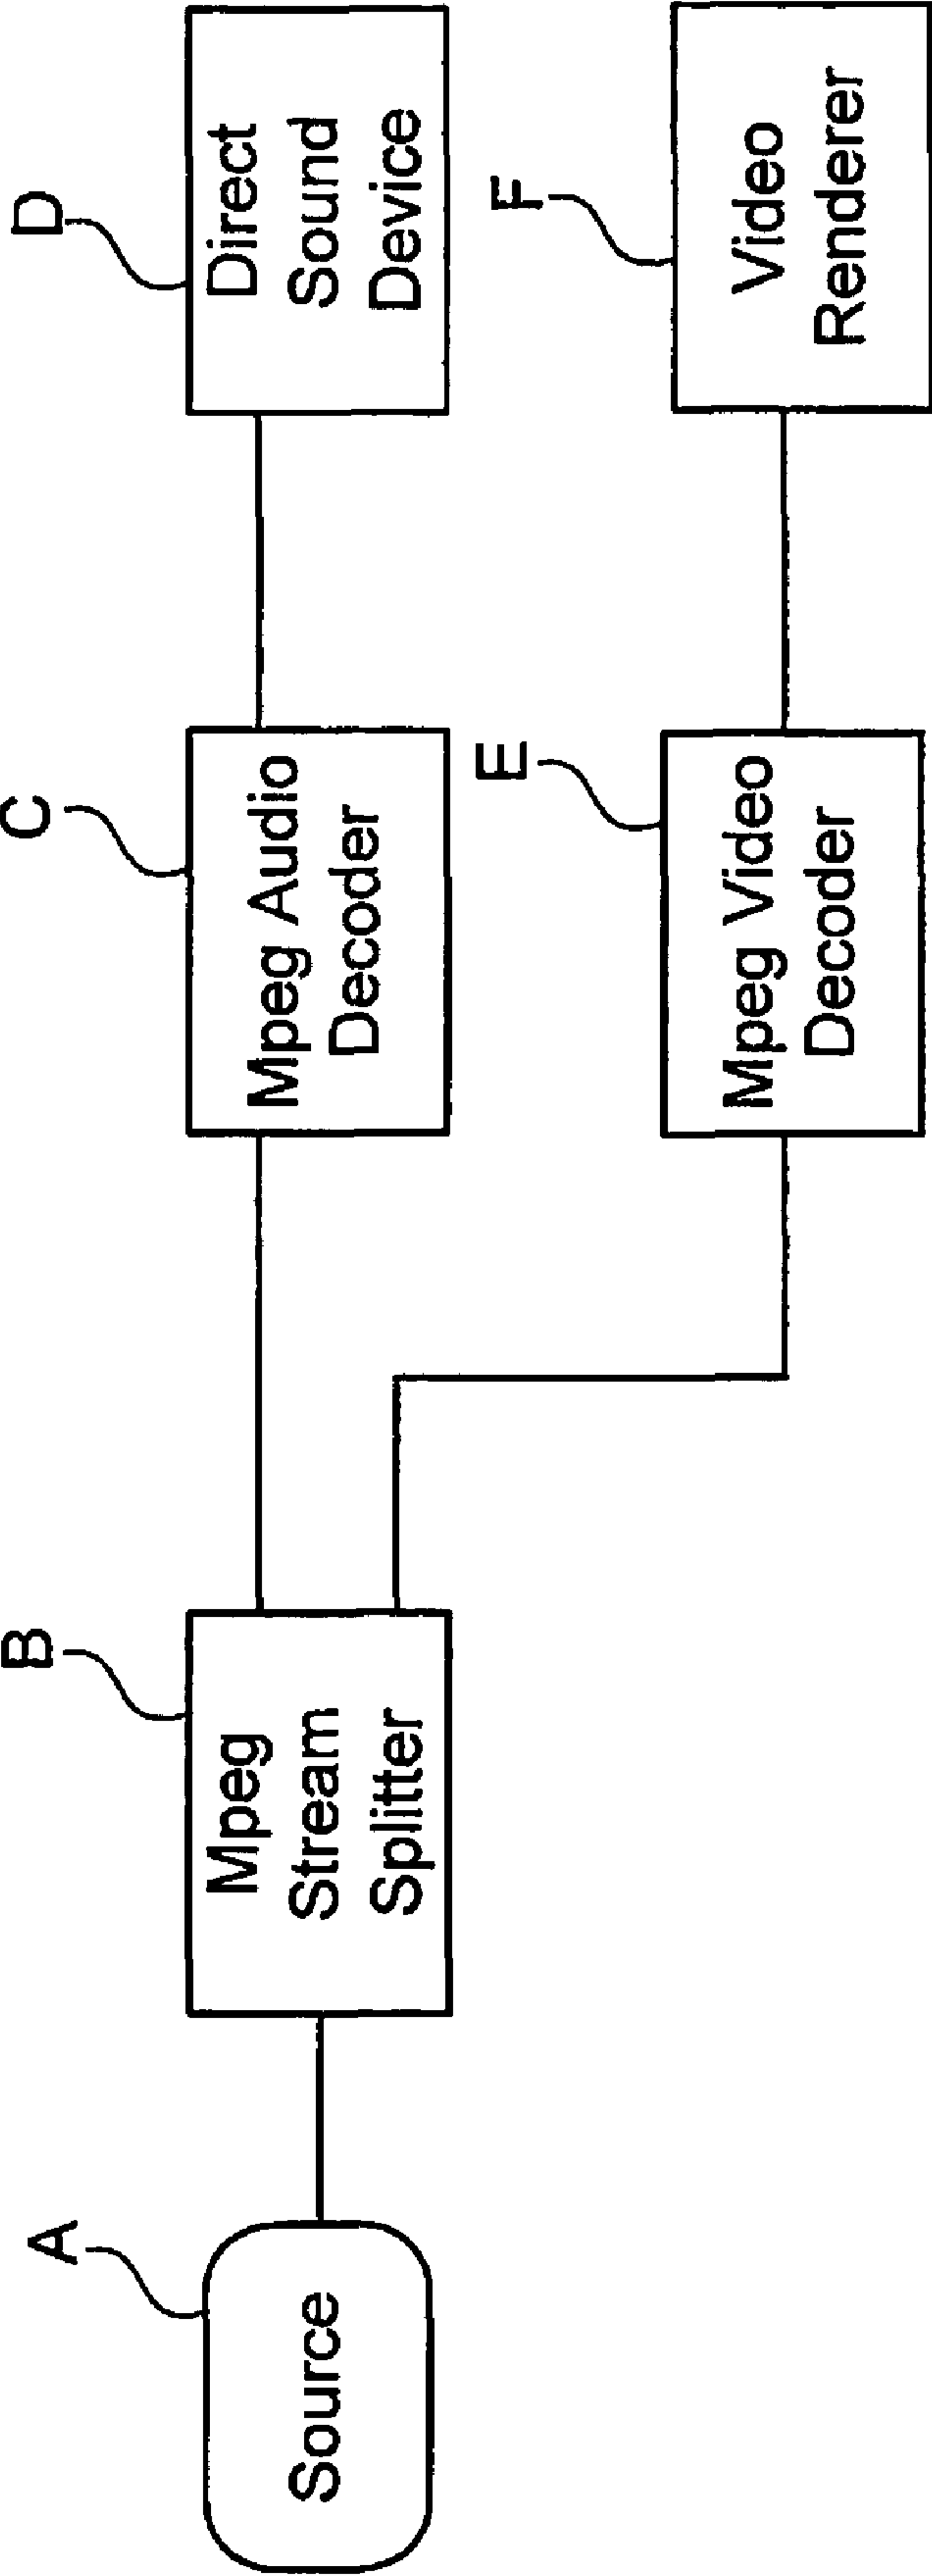 A
Source
B
Mpeg
Stream
Splitter
C
Mpeg Audio
Decoder
D
Direct
Sound
Device
E
Mpeg Video
Decoder
F
Video
Renderer